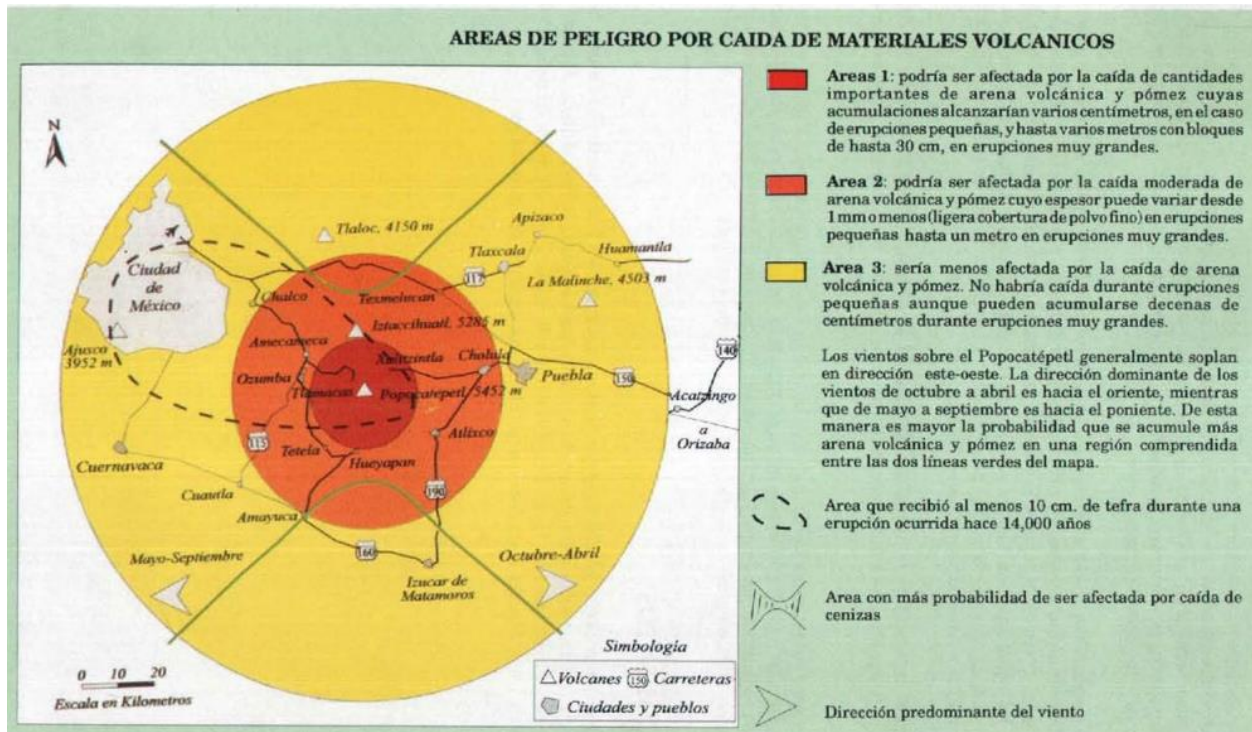 AREAS DE PELIGRO POR CAIDA DE MATERIALES VOLCANICOS
N
Tlaloc, 4150 m
Apizaco
Huamantla
Tlaxcala
117
La Malinche, 4503 m
Ciudad
de
México
Chalco
Texmelucan
Iztaccihuatl, 5286 m
Ajusco
3952 m
Amecameca
Cholula
Ozumba
Tlamacas
Popocatepetl, 5452 m
Puebla
150
140
Acatzingo
a
Orizaba
115
Atlixco
Tetela
Hueyapan
Cuernavaca
Cuautla
190
Amayuca
Mayo-Septiembre
160
Octubre-Abril
Izucar de
Matamoros
0 10 20
Escala en Kilometros
Simbología
Volcanes 150 Carreteras
Ciudades y pueblos
Areas 1: podría ser afectada por la caída de cantidades
importantes de arena volcánica y pómez cuyas
acumulaciones alcanzarían varios centímetros, en el caso
de erupciones pequeñas, y hasta varios metros con bloques
de hasta 30 cm, en erupciones muy grandes.
Area 2: podría ser afectada por la caída moderada de
arena volcánica y pómez cuyo espesor puede variar desde
1 mm o menos (ligera cobertura de polvo fino) en erupciones
pequeñas hasta un metro en erupciones muy grandes.
Area 3: sería menos afectada por la caída de arena
volcánica y pómez. No habría caída durante erupciones
pequeñas aunque pueden acumularse decenas de
centímetros durante erupciones muy grandes.
Los vientos sobre el Popocatépetl generalmente soplan
en dirección este-oeste. La dirección dominante de los
vientos de octubre a abril es hacia el oriente, mientras
que de mayo a septiembre es hacia el poniente. De esta
manera es mayor la probabilidad que se acumule más
arena volcánica y pómez en una región comprendida
entre las dos líneas verdes del mapa.
Area que recibió al menos 10 cm. de tefra durante una
erupción ocurrida hace 14,000 años
Area con más probabilidad de ser afectada por caída de
cenizas
Dirección predominante del viento